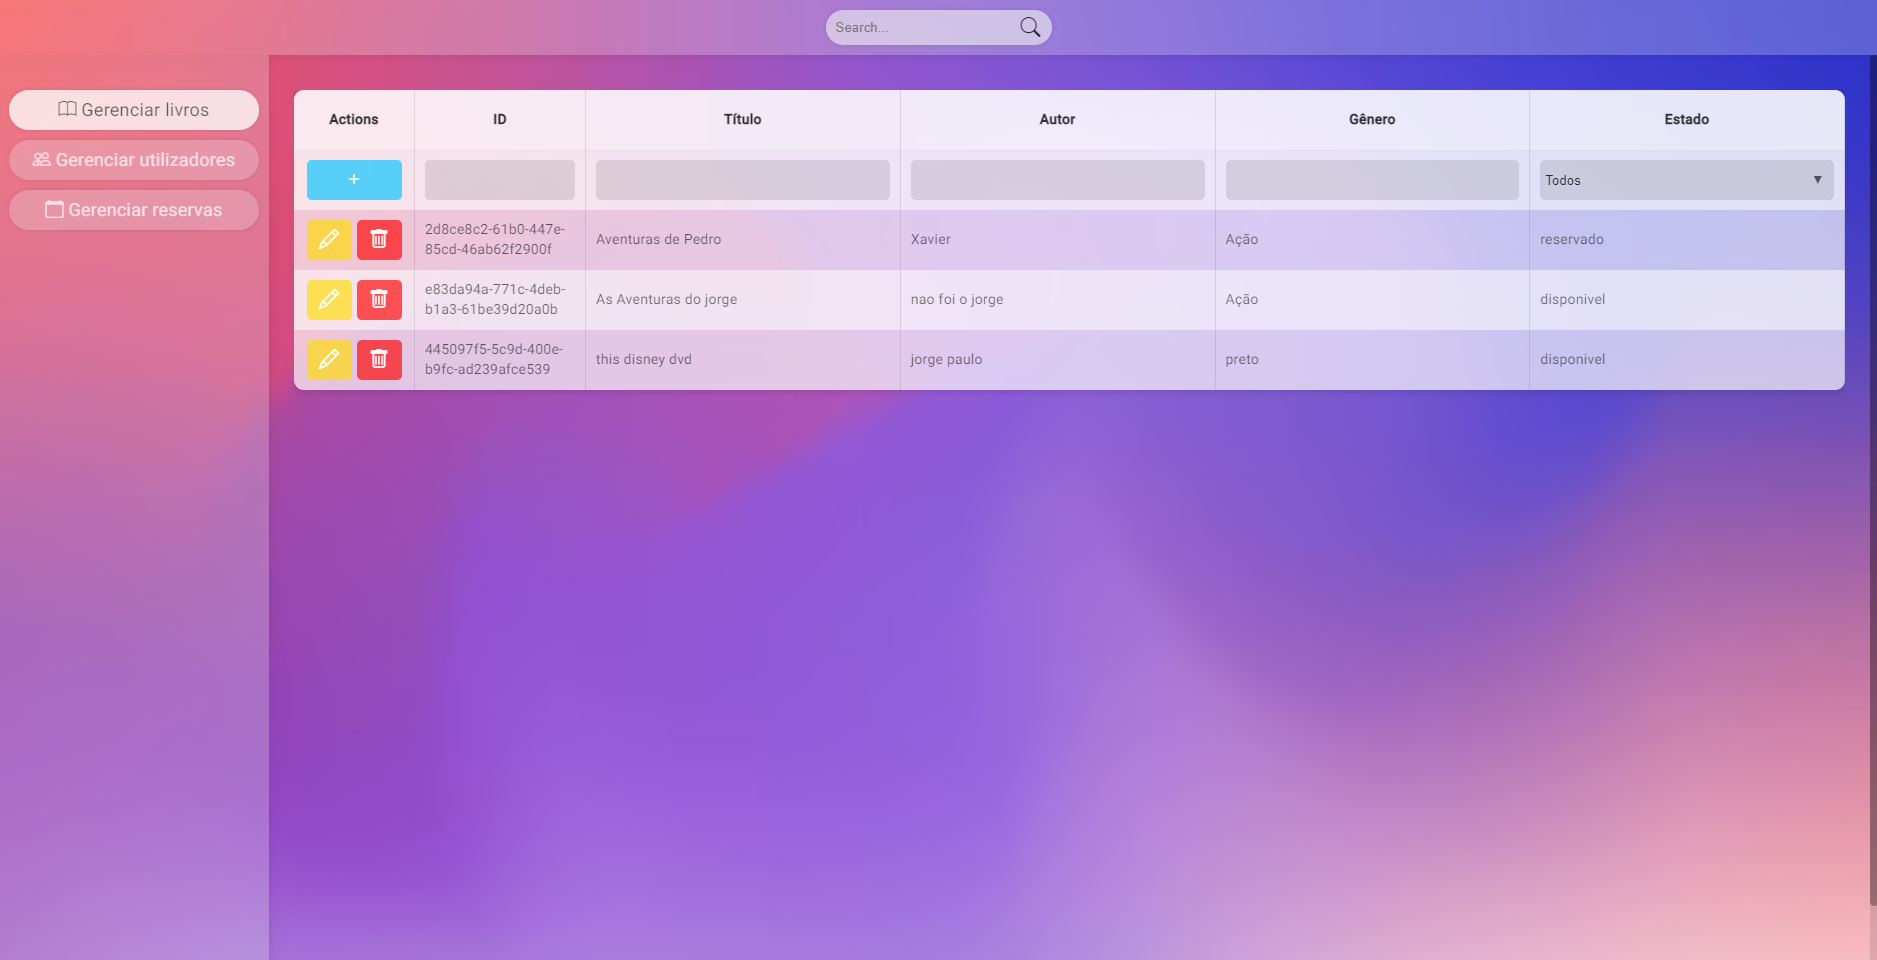 Search...
Gerenciar livros
Gerenciar utilizadores
Gerenciar reservas
Actions ID Título Autor Gênero Estado
+ Todos ▼
2d8ce8c2-61b0-447e-
85cd-46ab62f2900f
Aventuras de Pedro Xavier Ação reservado
e83da94a-771c-4deb-
b1a3-61be39d20a0b
As Aventuras do jorge nao foi o jorge Ação disponivel
445097f5-5c9d-400e-
b9fc-ad239afce539
this disney dvd jorge paulo preto disponivel